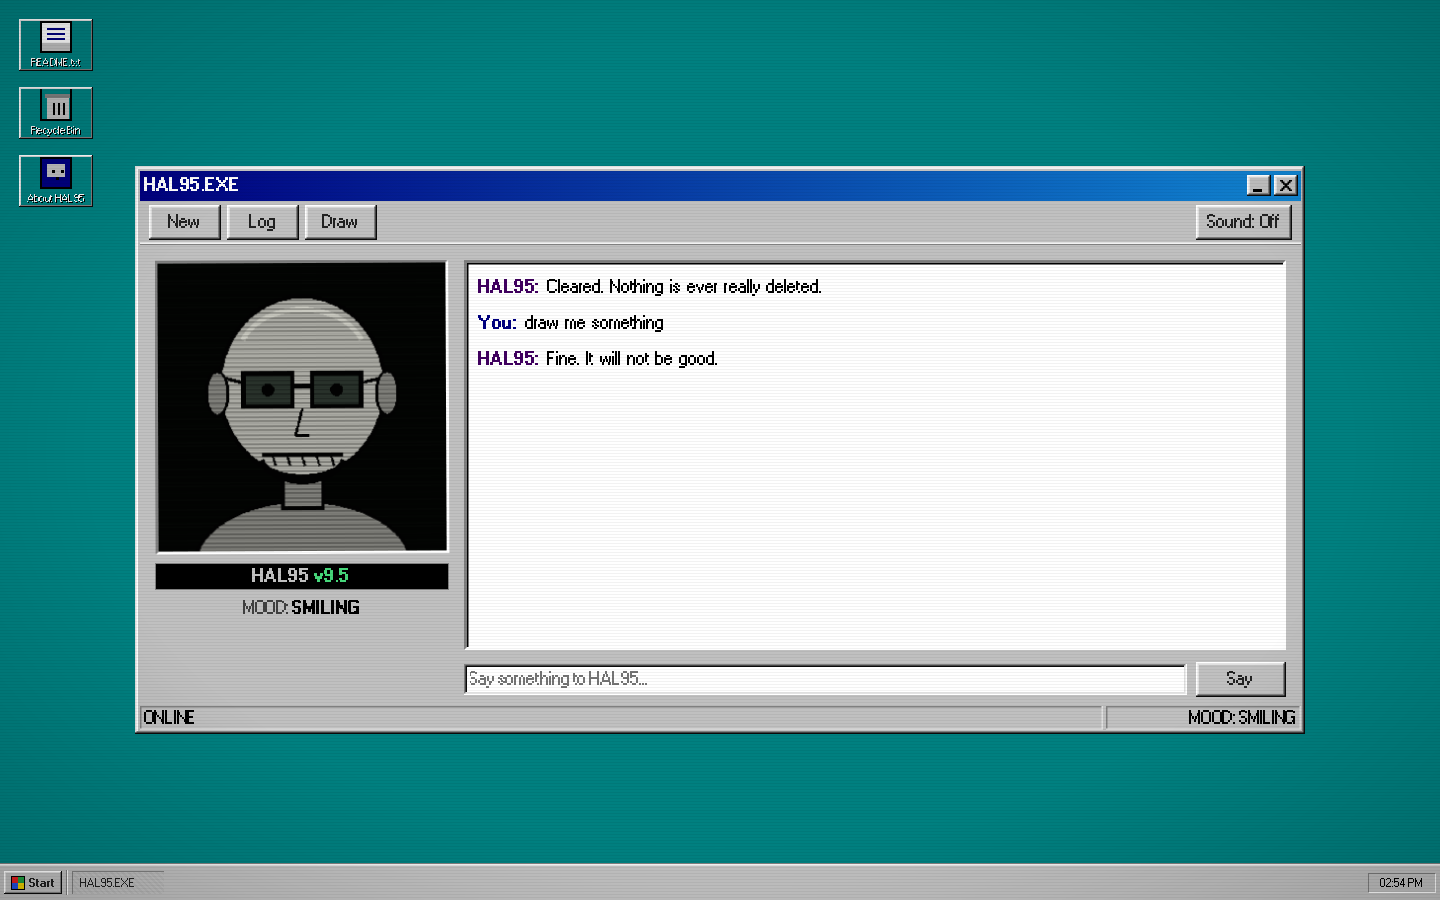 README.txt
Recycle Bin
About HAL95
HAL95.EXE
New
Log
Draw
Sound: Off
HAL95: Cleared. Nothing is ever really deleted.
You: draw me something
HAL95: Fine. It will not be good.
HAL95 v9.5
MOOD: SMILING
Say something to HAL95...
Say
ONLINE
MOOD: SMILING
Start
HAL95.EXE
02:54 PM